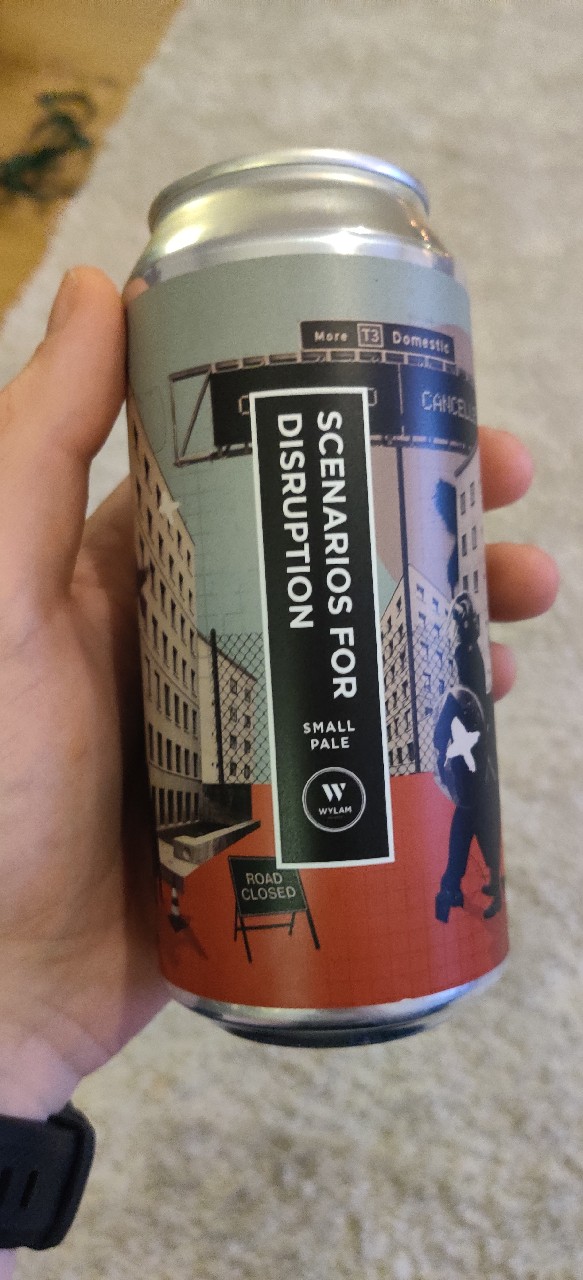 More T3 Domestic
SCENARIOS FOR
DISRUPTION
SMALL
PALE
W
WYLAM
ROAD
CLOSED